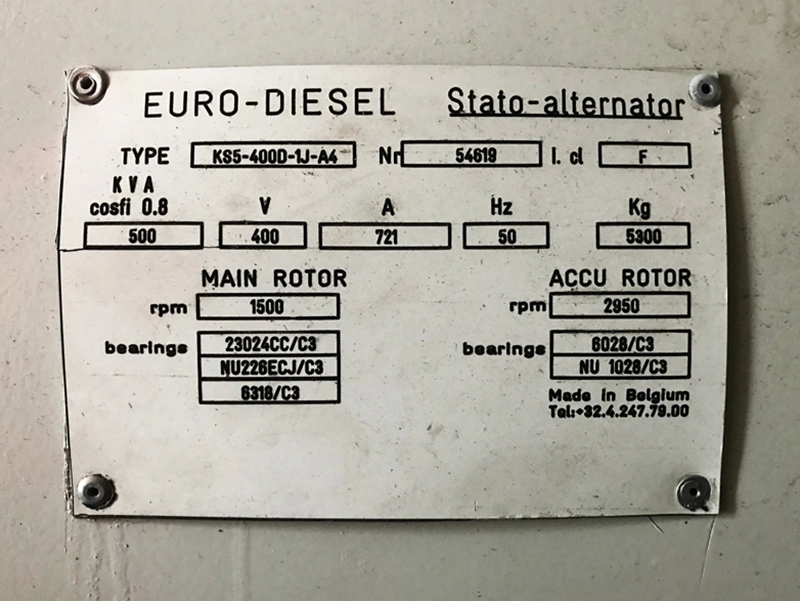 EURO-DIESEL Stato-alternator
TYPE KS5-400D-1J-A4 Nr 54619 i. cl F
KVA
cosfi 0.8 V A Hz Kg
500 400 721 50 5300
MAIN ROTOR ACCU ROTOR
rpm 1500 rpm 2950
bearings 23024CC/C3 bearings 6028/C3
NU226ECJ/C3 NU 1028/C3
6318/C3
Made in Belgium
Tel:+32.4.247.79.00